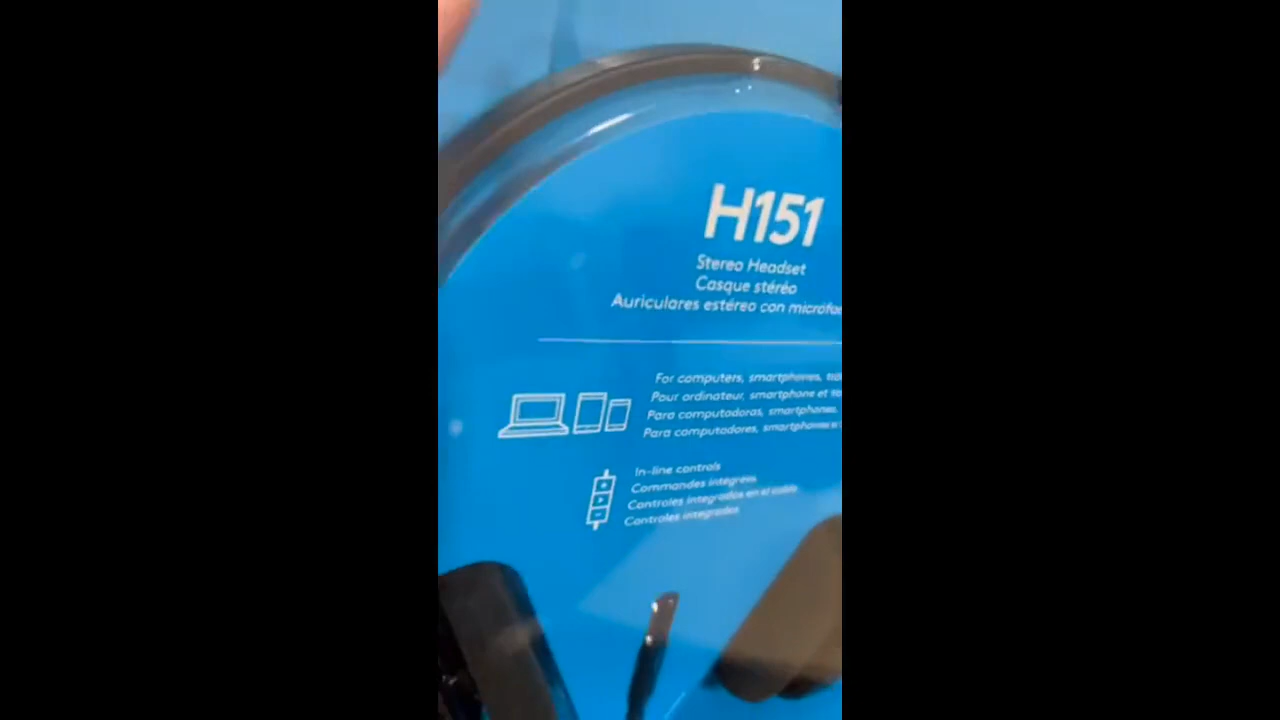 H151
Stereo Headset
Casque stéréo
Auriculares estéreo con
For computers, smartphones,
Pour ordinateur, smartphone et
Para computadoras, smartphones,
Para computadores, smartphones
In-line controls
Commandes intégrées
Controles integrados en el cable
Controles integrados